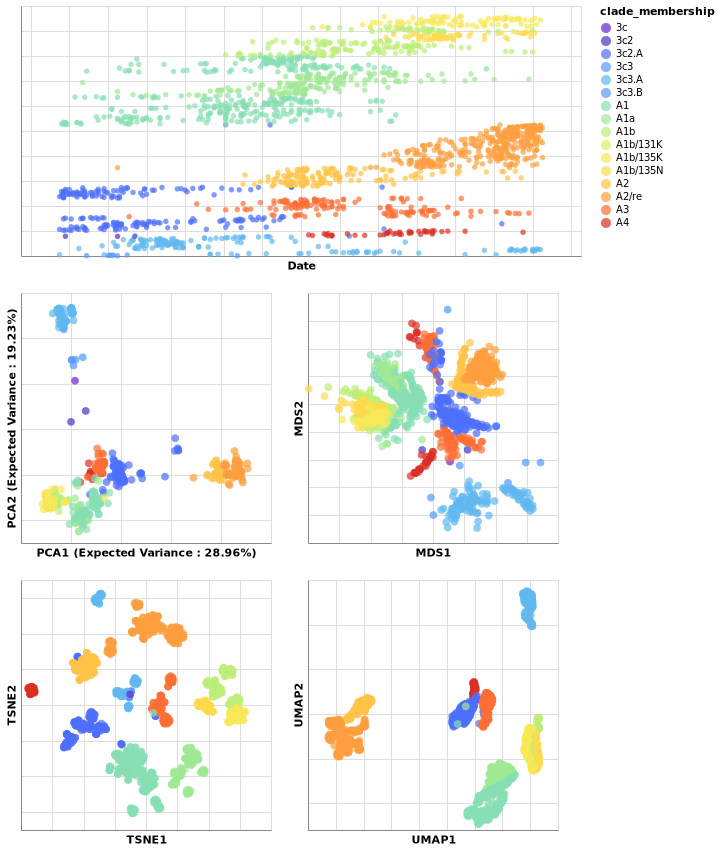 clade_membership
3c
3c2
3c2.A
3c3
3c3.A
3c3.B
A1
A1a
A1b
A1b/131K
A1b/135K
A1b/135N
A2
A2/re
A3
A4
Date
PCA2 (Expected Variance : 19.23%)
PCA1 (Expected Variance : 28.96%)
MDS2
MDS1
TSNE2
TSNE1
UMAP2
UMAP1